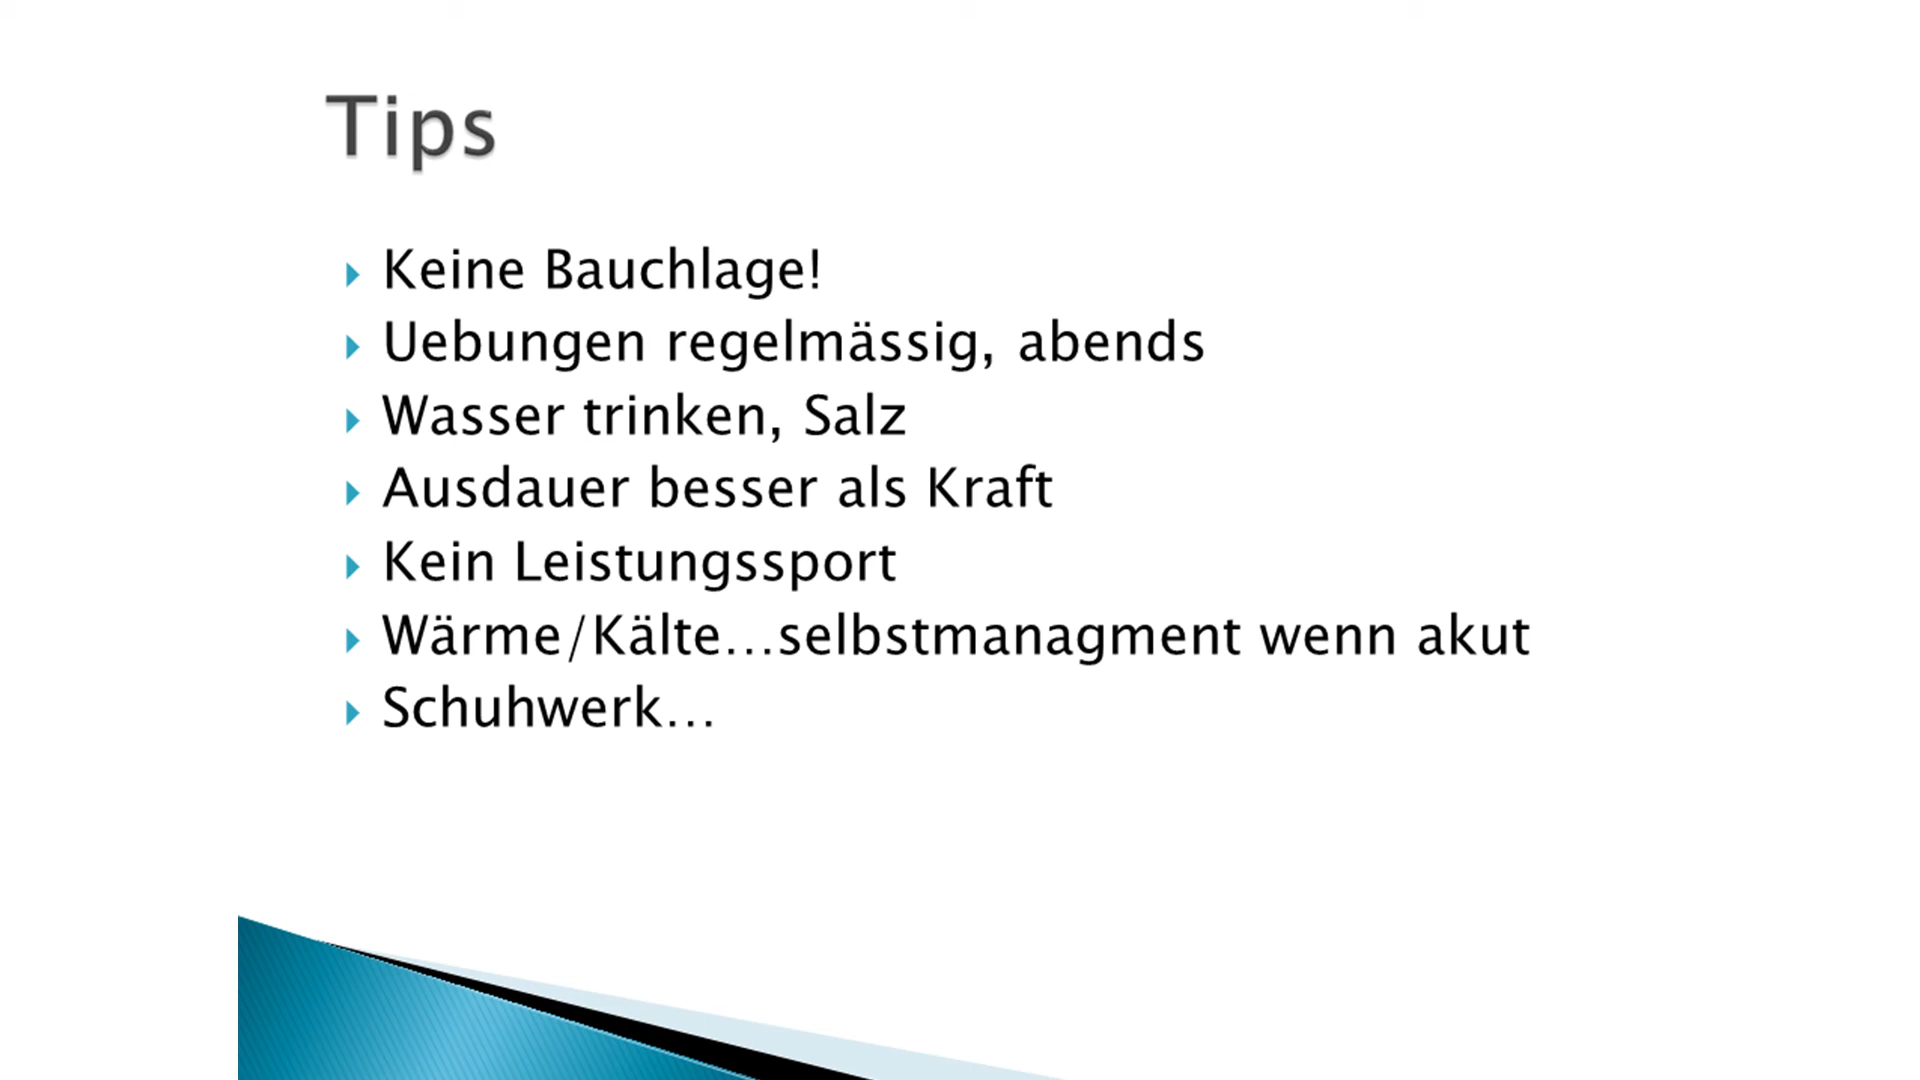 Tips
Keine Bauchlage!
Uebungen regelmässig, abends
Wasser trinken, Salz
Ausdauer besser als Kraft
Kein Leistungssport
Wärme/Kälte...selbstmanagment wenn akut
Schuhwerk...